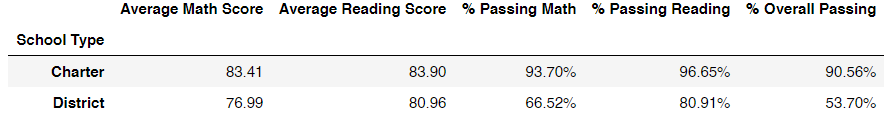 Average Math Score Average Reading Score % Passing Math % Passing Reading % Overall Passing
School Type
Charter 83.41 83.90 93.70% 96.65% 90.56%
District 76.99 80.96 66.52% 80.91% 53.70%